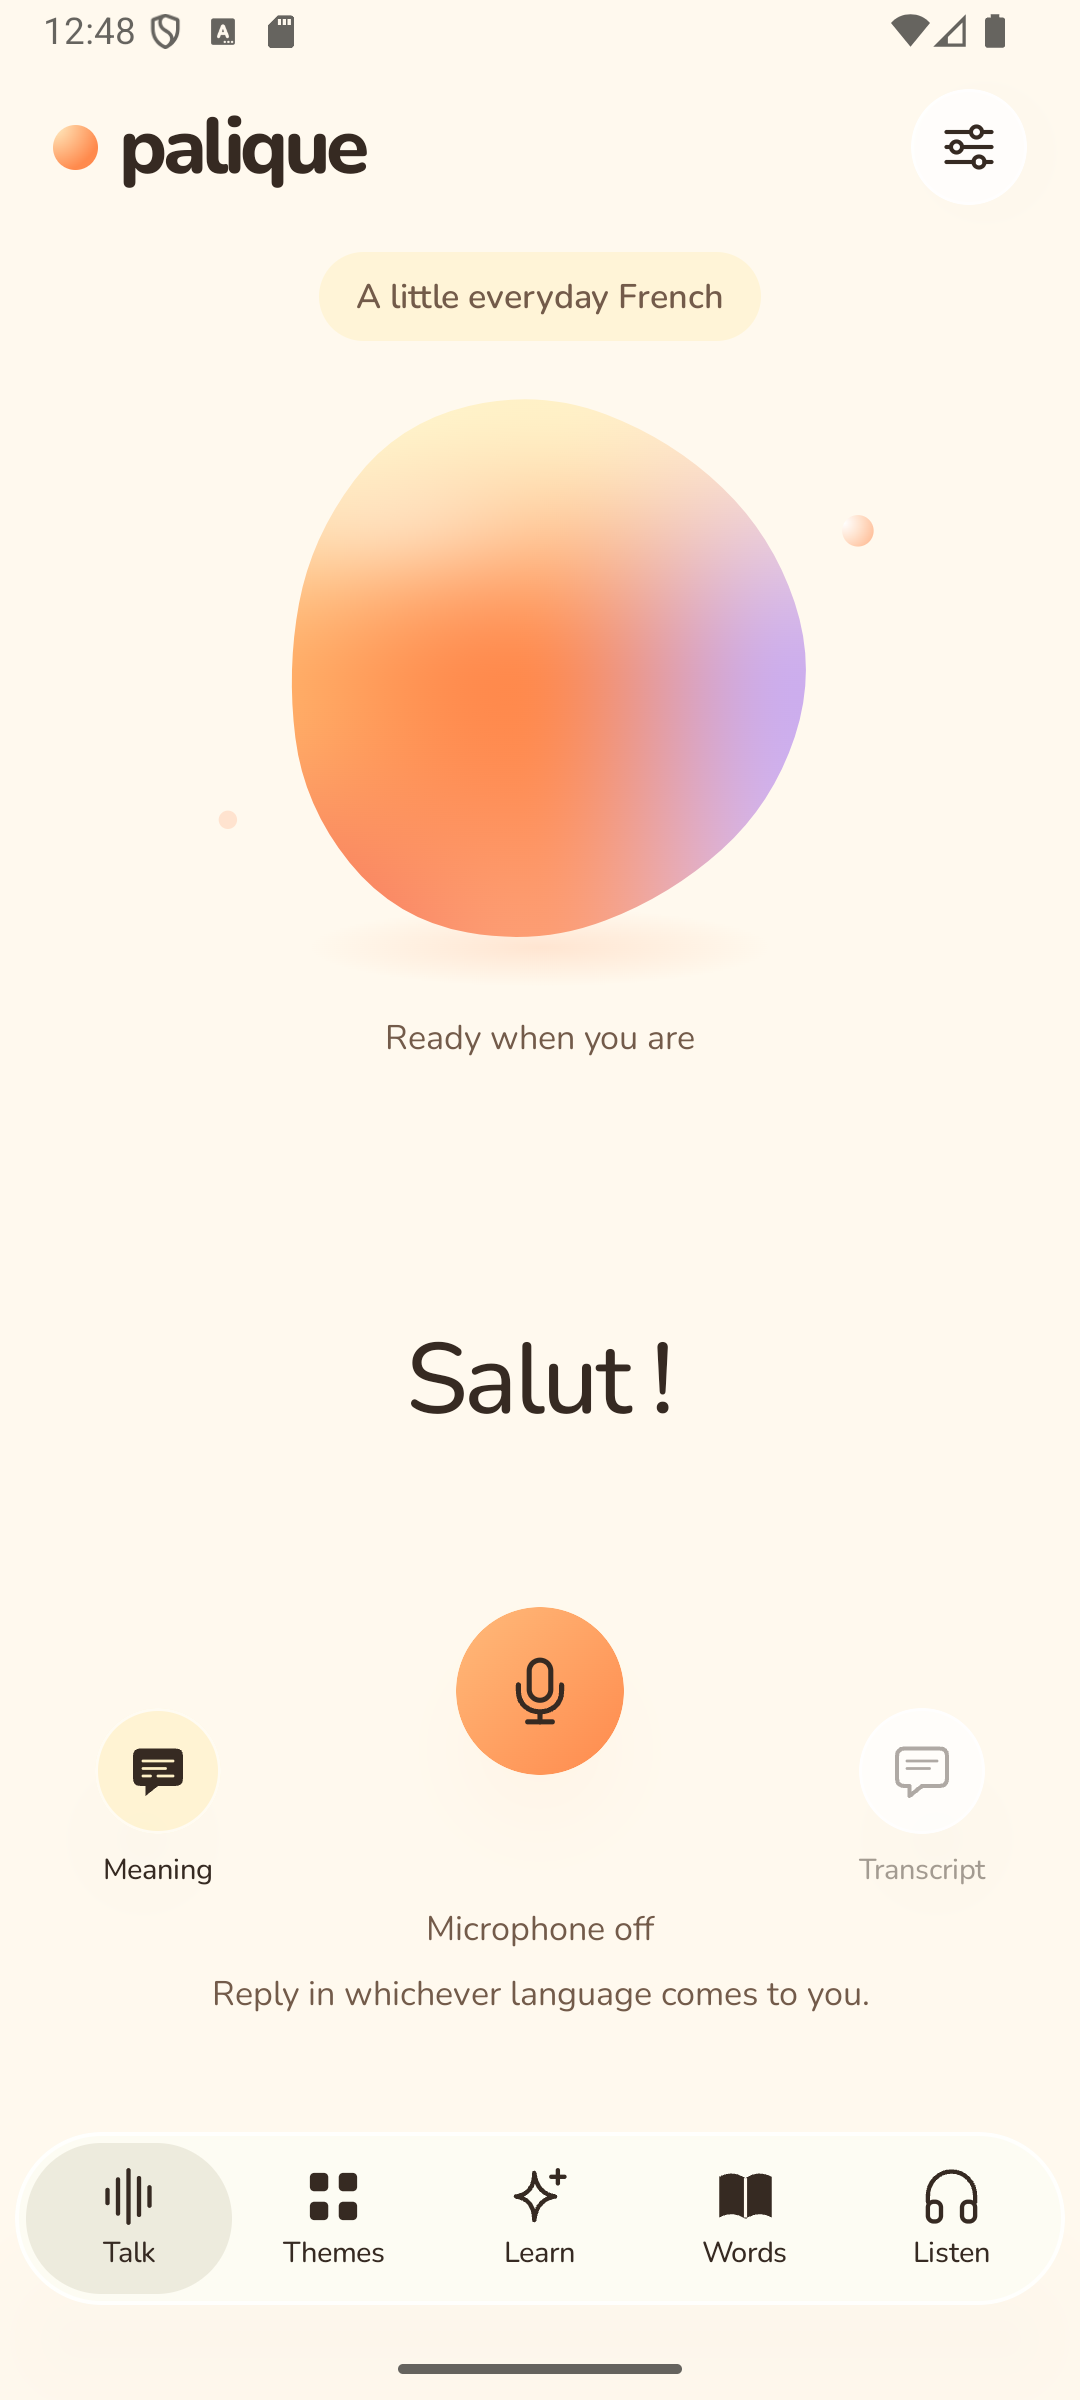 12:48
palique
A little everyday French
Ready when you are
Salut !
Meaning
Transcript
Microphone off
Reply in whichever language comes to you.
Talk
Themes
Learn
Words
Listen